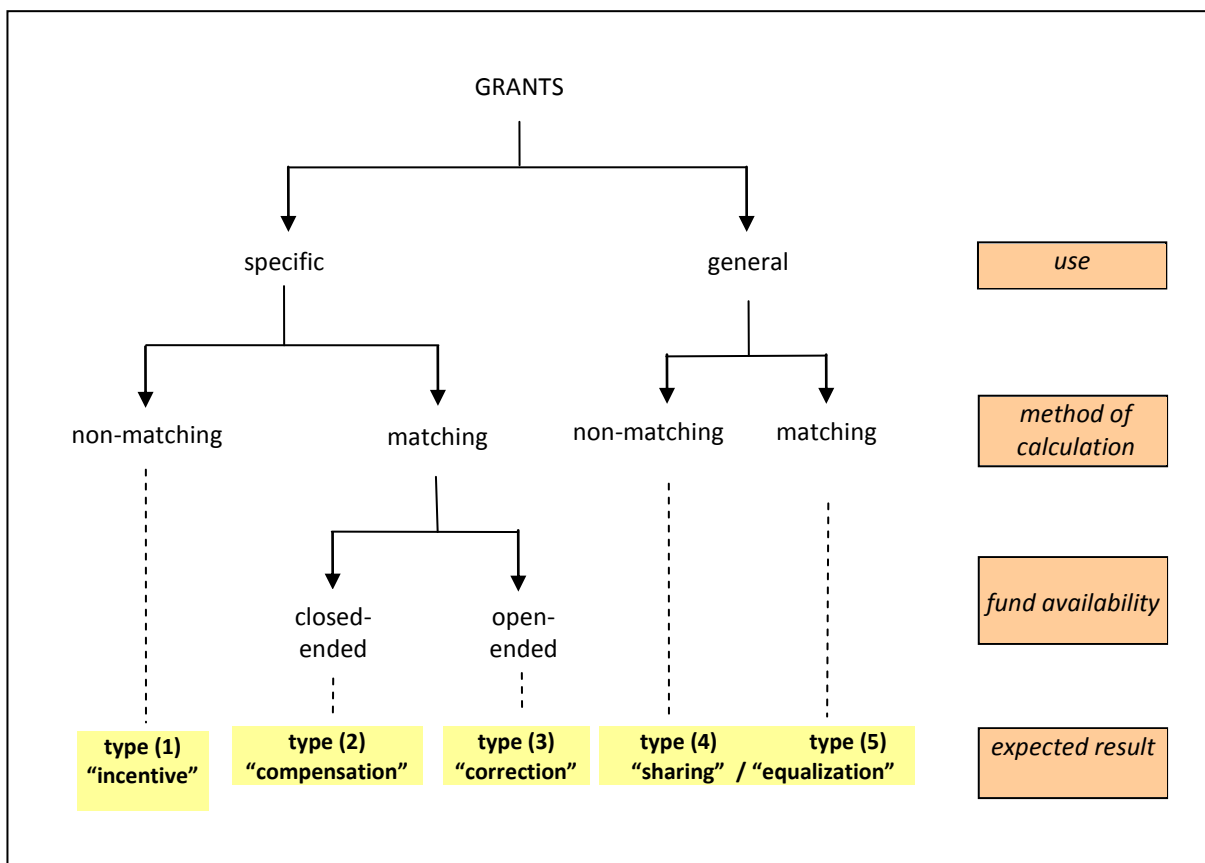 GRANTS
specific
general
use
non-matching
matching
non-matching
matching
method of
calculation
closed-
ended
open-
ended
fund availability
type (1)
“incentive”
type (2)
“compensation”
type (3)
“correction”
type (4) type (5)
“sharing” / “equalization”
expected result